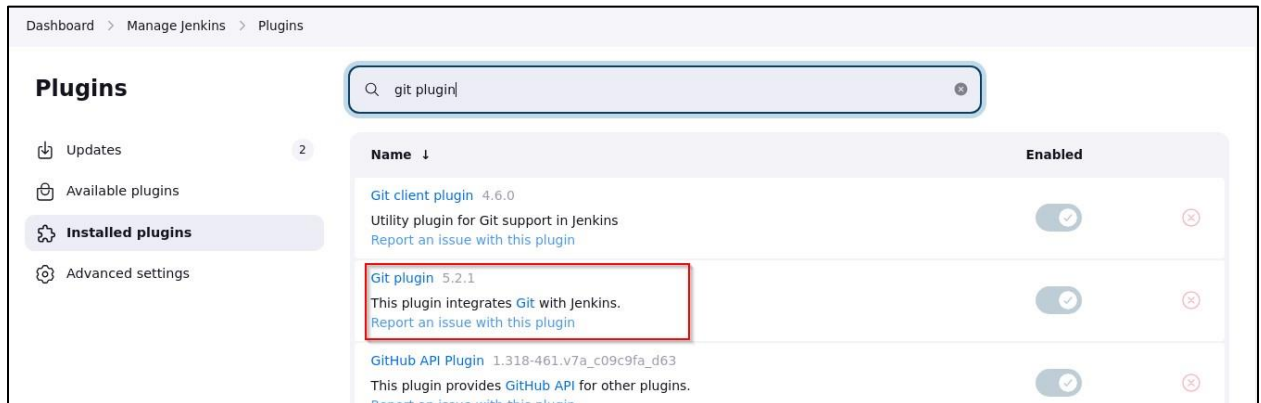 Dashboard > Manage Jenkins > Plugins
Plugins
git plugin
Updates 2
Available plugins
Installed plugins
Advanced settings
Name ↓ Enabled
Git client plugin 4.6.0
Utility plugin for Git support in Jenkins
Report an issue with this plugin
Git plugin 5.2.1
This plugin integrates Git with Jenkins.
Report an issue with this plugin
GitHub API Plugin 1.318-461.v7a_c09c9fa_d63
This plugin provides GitHub API for other plugins.